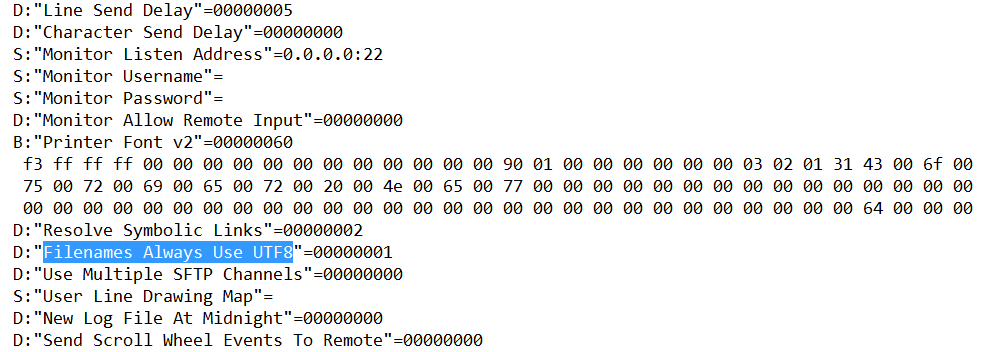 D:"Line Send Delay"=00000005
D:"Character Send Delay"=00000000
S:"Monitor Listen Address"=0.0.0.0:22
S:"Monitor Username"=
S:"Monitor Password"=
D:"Monitor Allow Remote Input"=00000000
B:"Printer Font v2"=00000060
f3 ff ff ff 00 00 00 00 00 00 00 00 00 00 00 00 90 01 00 00 00 00 00 00 03 02 01 31 43 00 6f 00
75 00 72 00 69 00 65 00 72 00 20 00 4e 00 65 00 77 00 00 00 00 00 00 00 00 00 00 00 00 00 00 00
00 00 00 00 00 00 00 00 00 00 00 00 00 00 00 00 00 00 00 00 00 00 00 00 00 00 00 00 64 00 00 00
D:"Resolve Symbolic Links"=00000002
D:"Filenames Always Use UTF8"=00000001
D:"Use Multiple SFTP Channels"=00000000
S:"User Line Drawing Map"=
D:"New Log File At Midnight"=00000000
D:"Send Scroll Wheel Events To Remote"=00000000